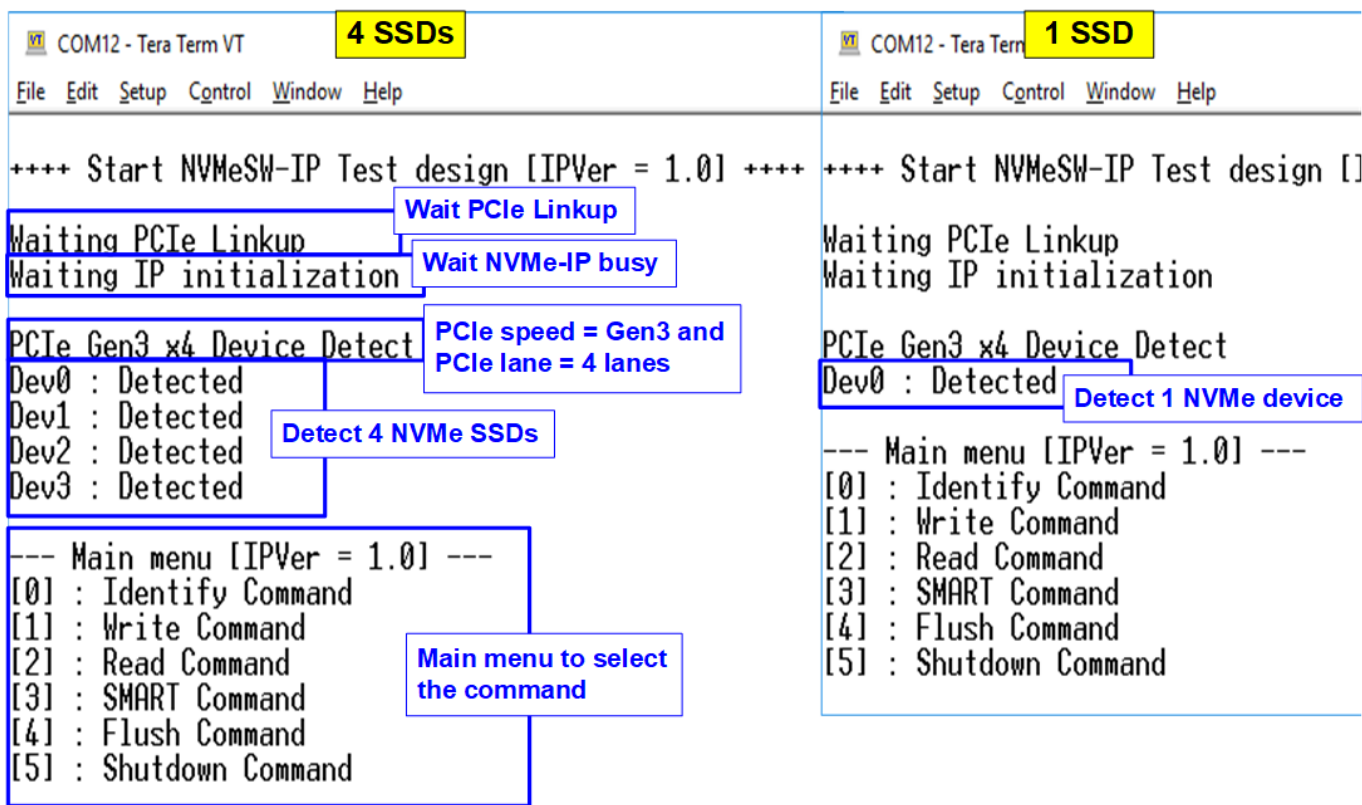 4 SSDs
COM12 - Tera Term VT
File Edit Setup Control Window Help
++++ Start NVMeSW-IP Test design [IPVer = 1.0] ++++
Wait PCIe Linkup
Waiting PCIe Linkup
Waiting IP initialization
Wait NVMe-IP busy
PCIe Gen3 x4 Device Detect
PCIe speed = Gen3 and
PCIe lane = 4 lanes
Dev0 : Detected
Dev1 : Detected
Dev2 : Detected
Dev3 : Detected
Detect 4 NVMe SSDs
--- Main menu [IPVer = 1.0] ---
[0] : Identify Command
[1] : Write Command
[2] : Read Command
[3] : SMART Command
[4] : Flush Command
[5] : Shutdown Command
Main menu to select
the command
1 SSD
COM12 - Tera Term
File Edit Setup Control Window Help
++++ Start NVMeSW-IP Test design [I
Waiting PCIe Linkup
Waiting IP initialization
PCIe Gen3 x4 Device Detect
Dev0 : Detected
Detect 1 NVMe device
--- Main menu [IPVer = 1.0] ---
[0] : Identify Command
[1] : Write Command
[2] : Read Command
[3] : SMART Command
[4] : Flush Command
[5] : Shutdown Command